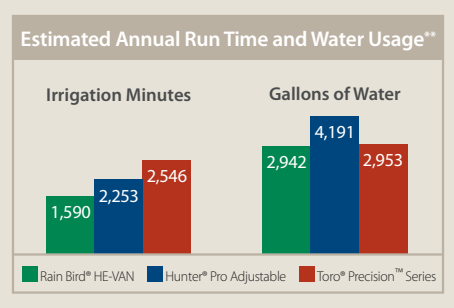 Estimated Annual Run Time and Water Usage**
Irrigation Minutes
Gallons of Water
1,590
2,253
2,546
2,942
4,191
2,953
Rain Bird® HE-VAN
Hunter® Pro Adjustable
Toro® Precision™ Series